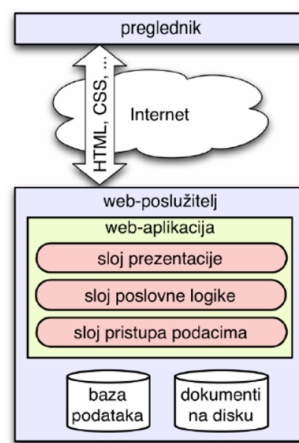 preglednik
HTML, CSS, ...
Internet
web-poslužitelj
web-aplikacija
sloj prezentacije
sloj poslovne logike
sloj pristupa podacima
baza
podataka
dokumenti
na disku